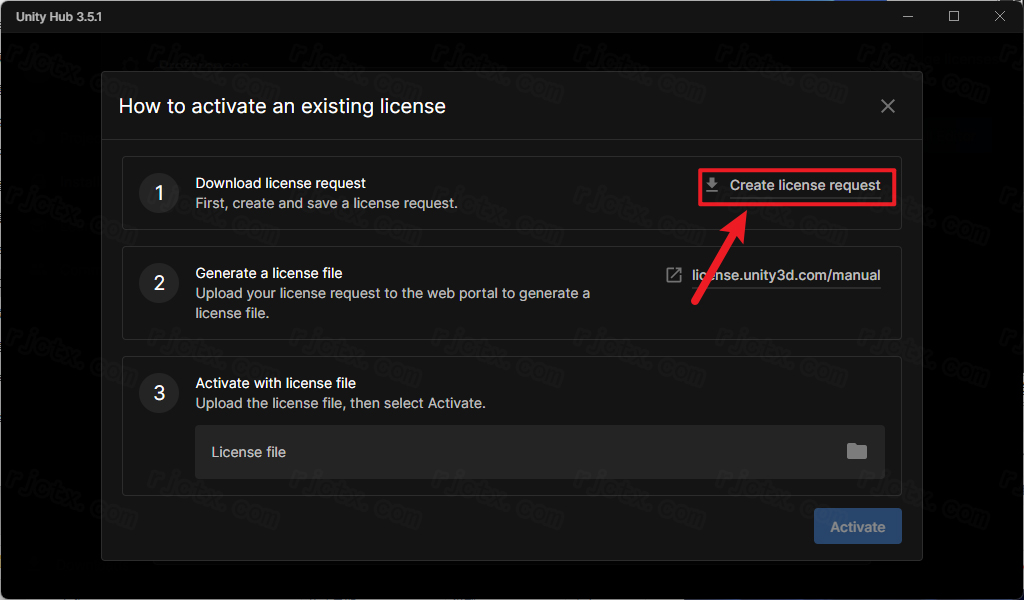 Unity Hub 3.5.1
How to activate an existing license
1
Download license request
First, create and save a license request.
Create license request
2
Generate a license file
Upload your license request to the web portal to generate a
license file.
license.unity3d.com/manual
3
Activate with license file
Upload the license file, then select Activate.
License file
Activate
rjctx.com